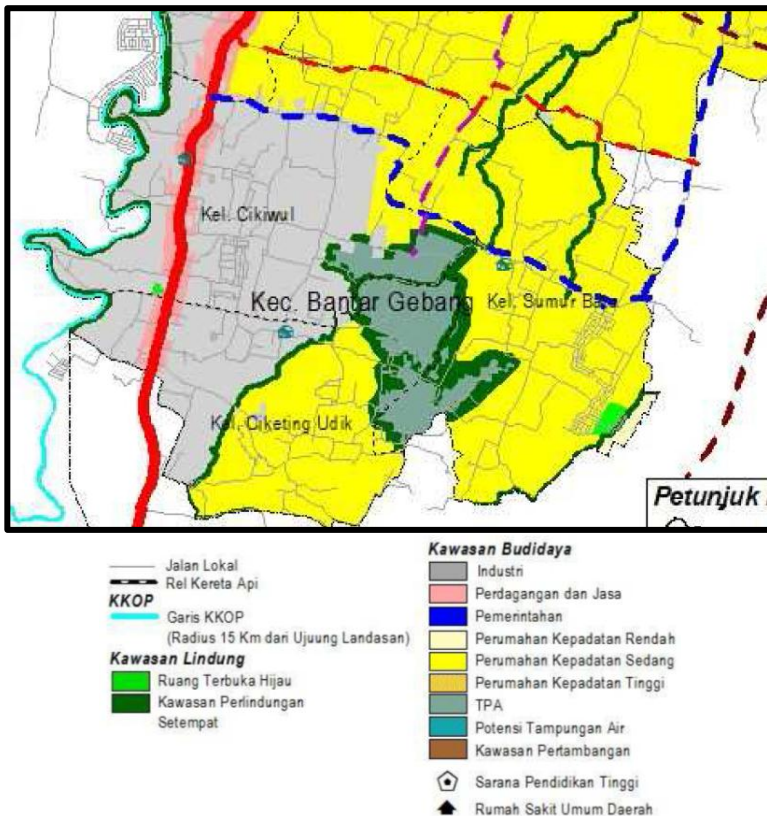 Kel. Cikiwul
Kec. Bantar Gebang
Kel. Sumur Batu
Kel. Ciketing Udik
Petunjuk
Jalan Lokal
Rel Kereta Api
KKOP
Garis KKOP
(Radius 15 Km dari Ujuung Landasan)
Kawasan Lindung
Ruang Terbuka Hijau
Kawasan Perlindungan
Setempat
Kawasan Budidaya
Industri
Perdagangan dan Jasa
Pemerintahan
Perumahan Kepadatan Rendah
Perumahan Kepadatan Sedang
Perumahan Kepadatan Tinggi
TPA
Potensi Tampungan Air
Kawasan Pertambangan
Sarana Pendidikan Tinggi
Rumah Sakit Umum Daerah